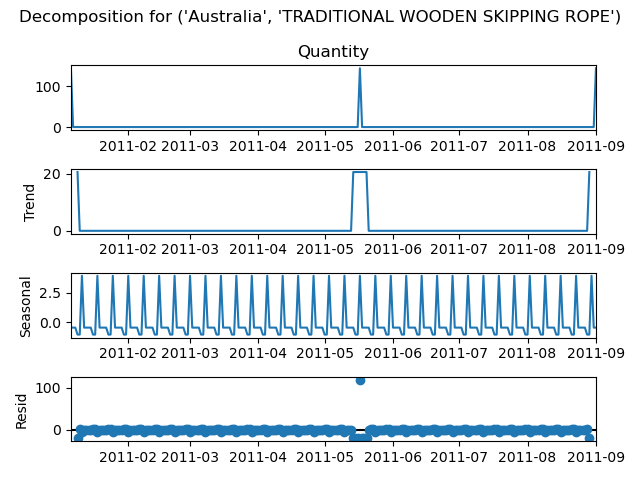 Decomposition for ('Australia', 'TRADITIONAL WOODEN SKIPPING ROPE')
Quantity
100
0
2011-02 2011-03 2011-04 2011-05 2011-06 2011-07 2011-08 2011-09
Trend
20
0
2011-02 2011-03 2011-04 2011-05 2011-06 2011-07 2011-08 2011-09
Seasonal
2.5
0.0
2011-02 2011-03 2011-04 2011-05 2011-06 2011-07 2011-08 2011-09
Resid
100
0
2011-02 2011-03 2011-04 2011-05 2011-06 2011-07 2011-08 2011-09